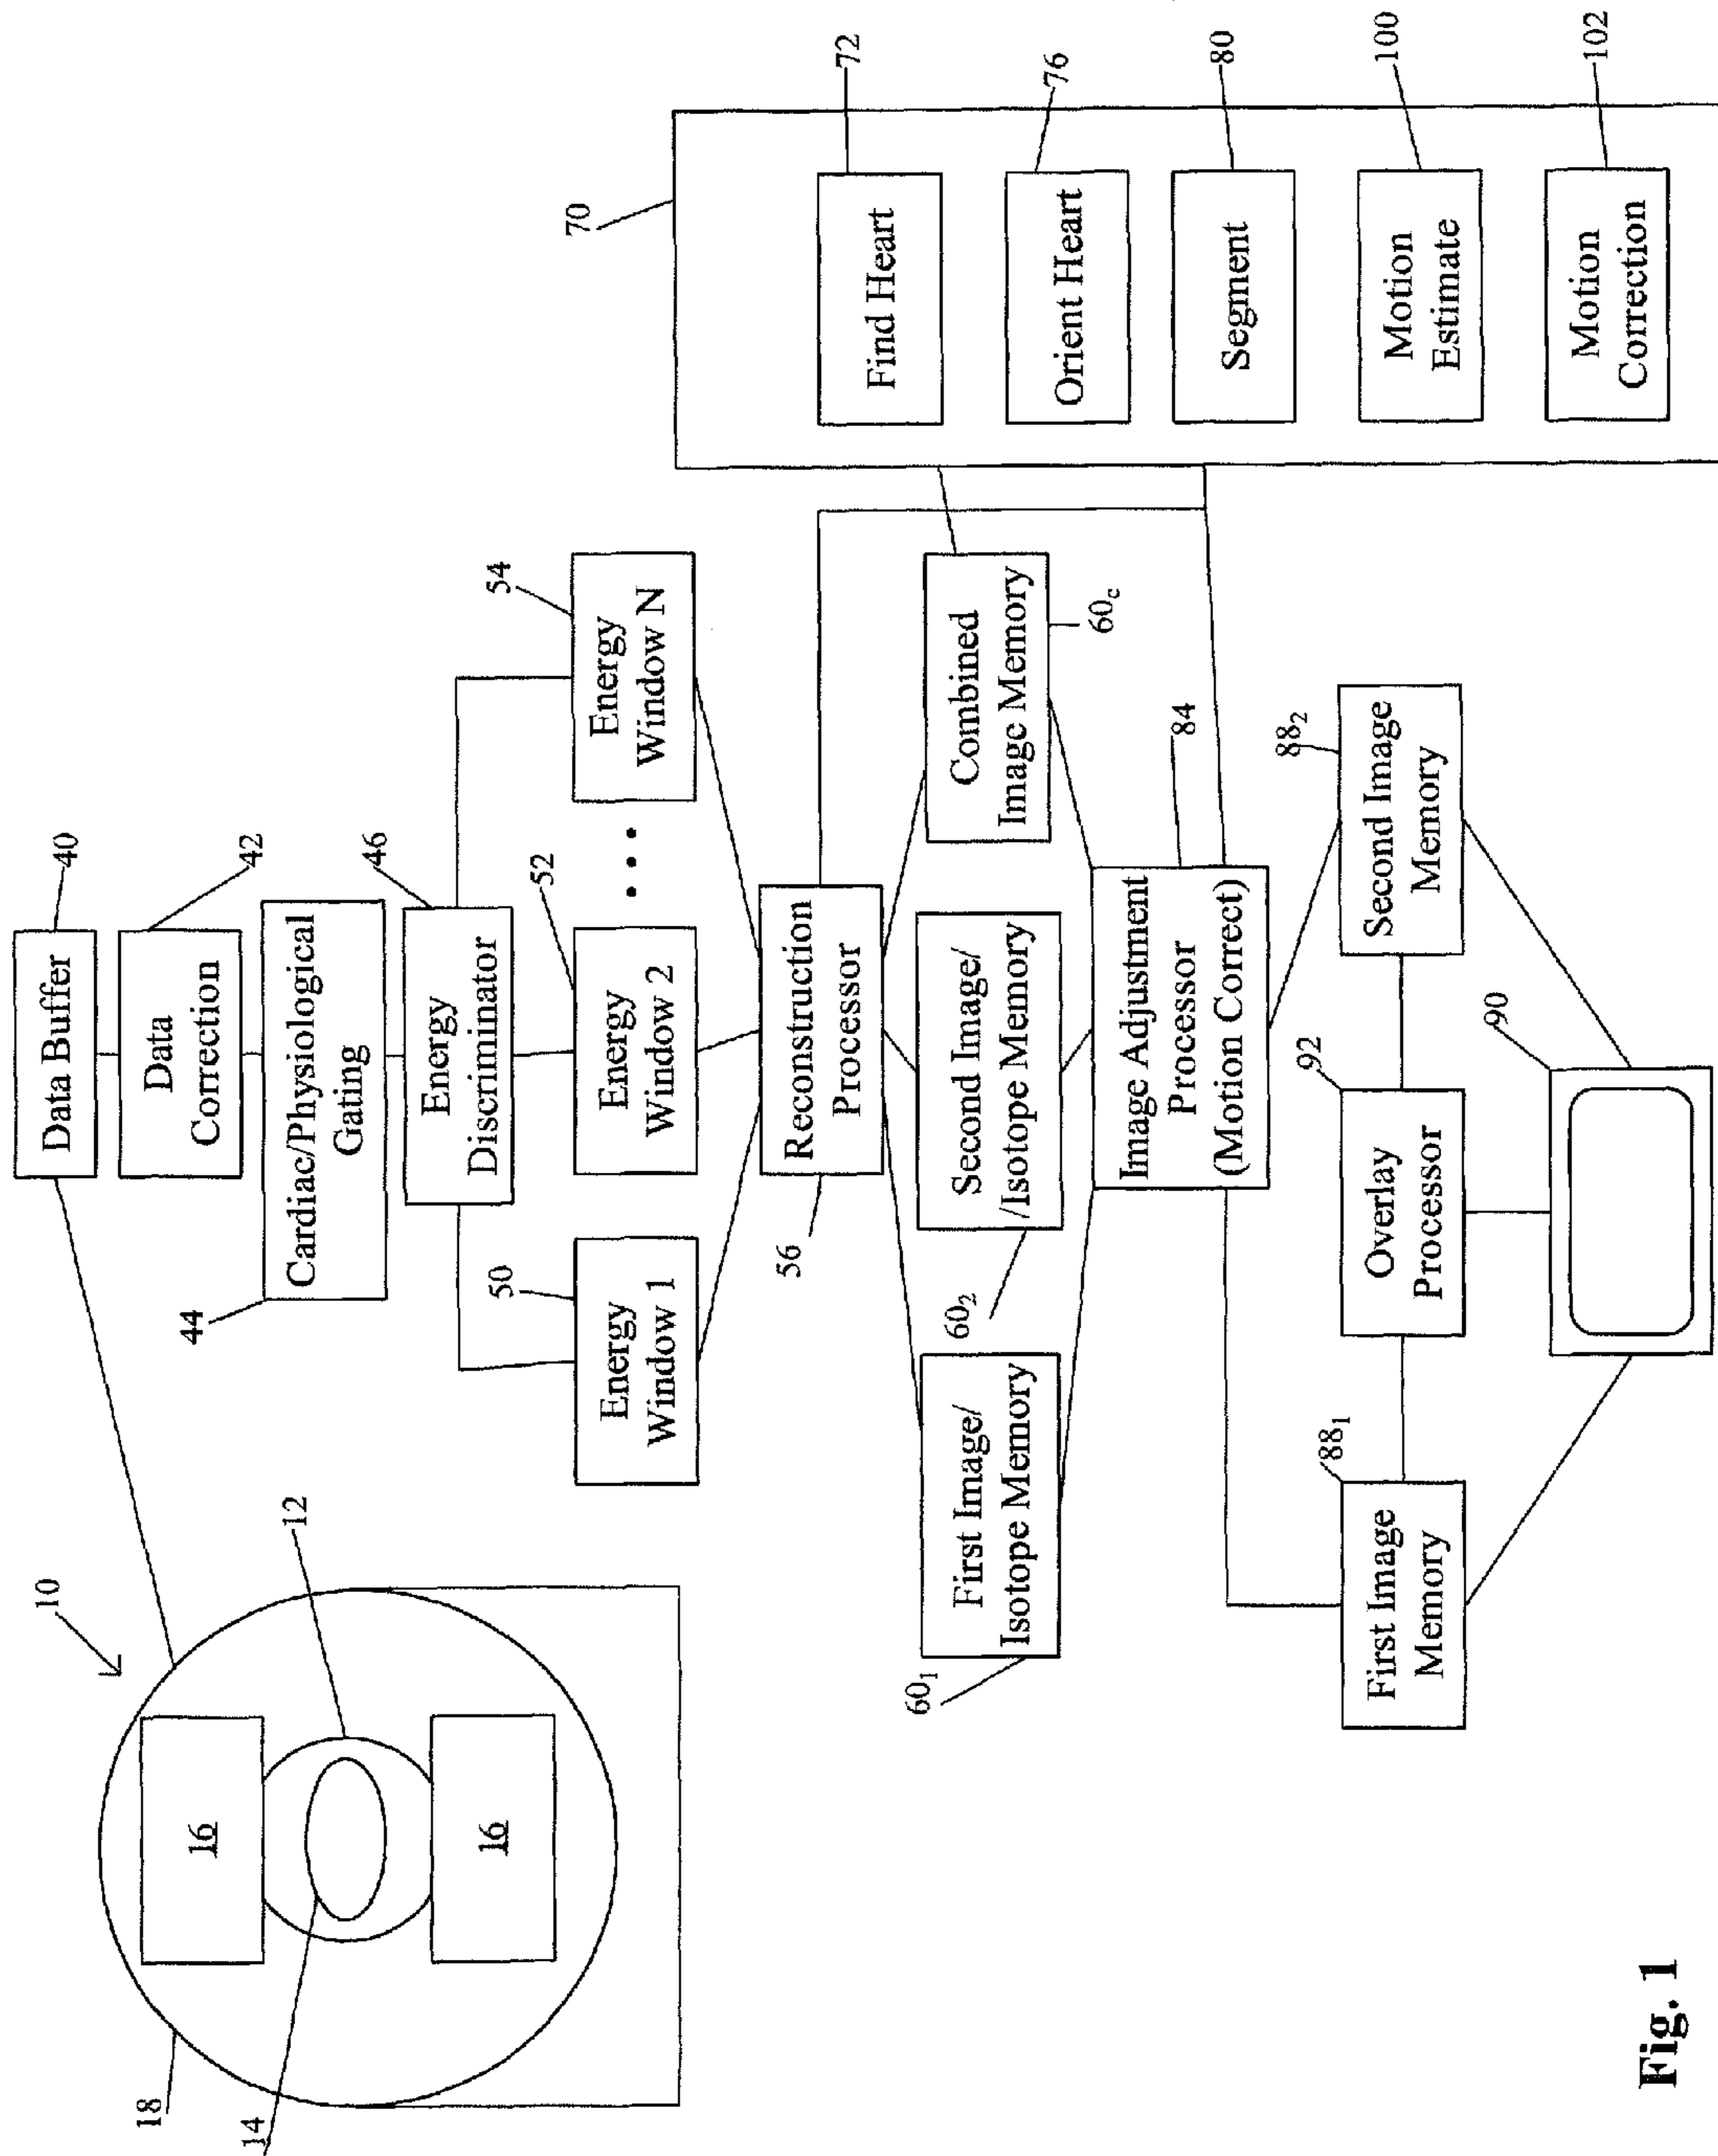 10
12
14
18
16
16
40
Data Buffer
42
Data
Correction
44
Cardiac/Physiological
Gating
46
Energy
Discriminator
50
Energy
Window 1
52
Energy
Window 2
• • •
54
Energy
Window N
56
Reconstruction
Processor
60₁
First Image/
Isotope Memory
60₂
Second Image/
/Isotope Memory
60c
Combined
Image Memory
70
72
Find Heart
76
Orient Heart
80
Segment
100
Motion
Estimate
102
Motion
Correction
84
Image Adjustment
Processor
(Motion Correct)
88₁
First Image
Memory
92
Overlay
Processor
88₂
Second Image
Memory
90
Fig. 1